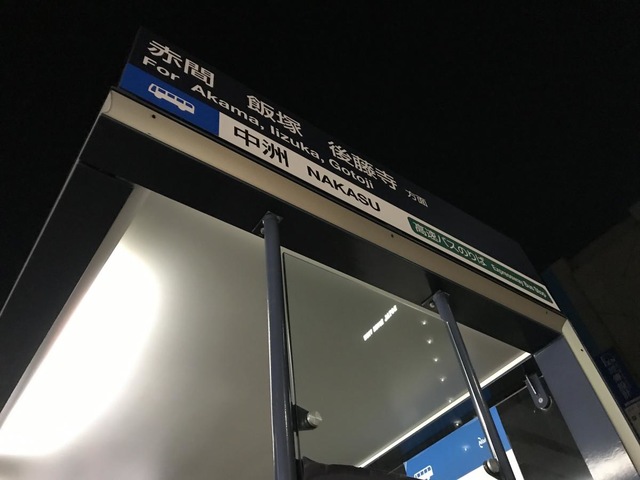 赤間 飯塚 後藤寺 方面
For Akama, Iizuka, Gotoji
中洲 NAKASU
高速バスのりば Expressway Bus Stop